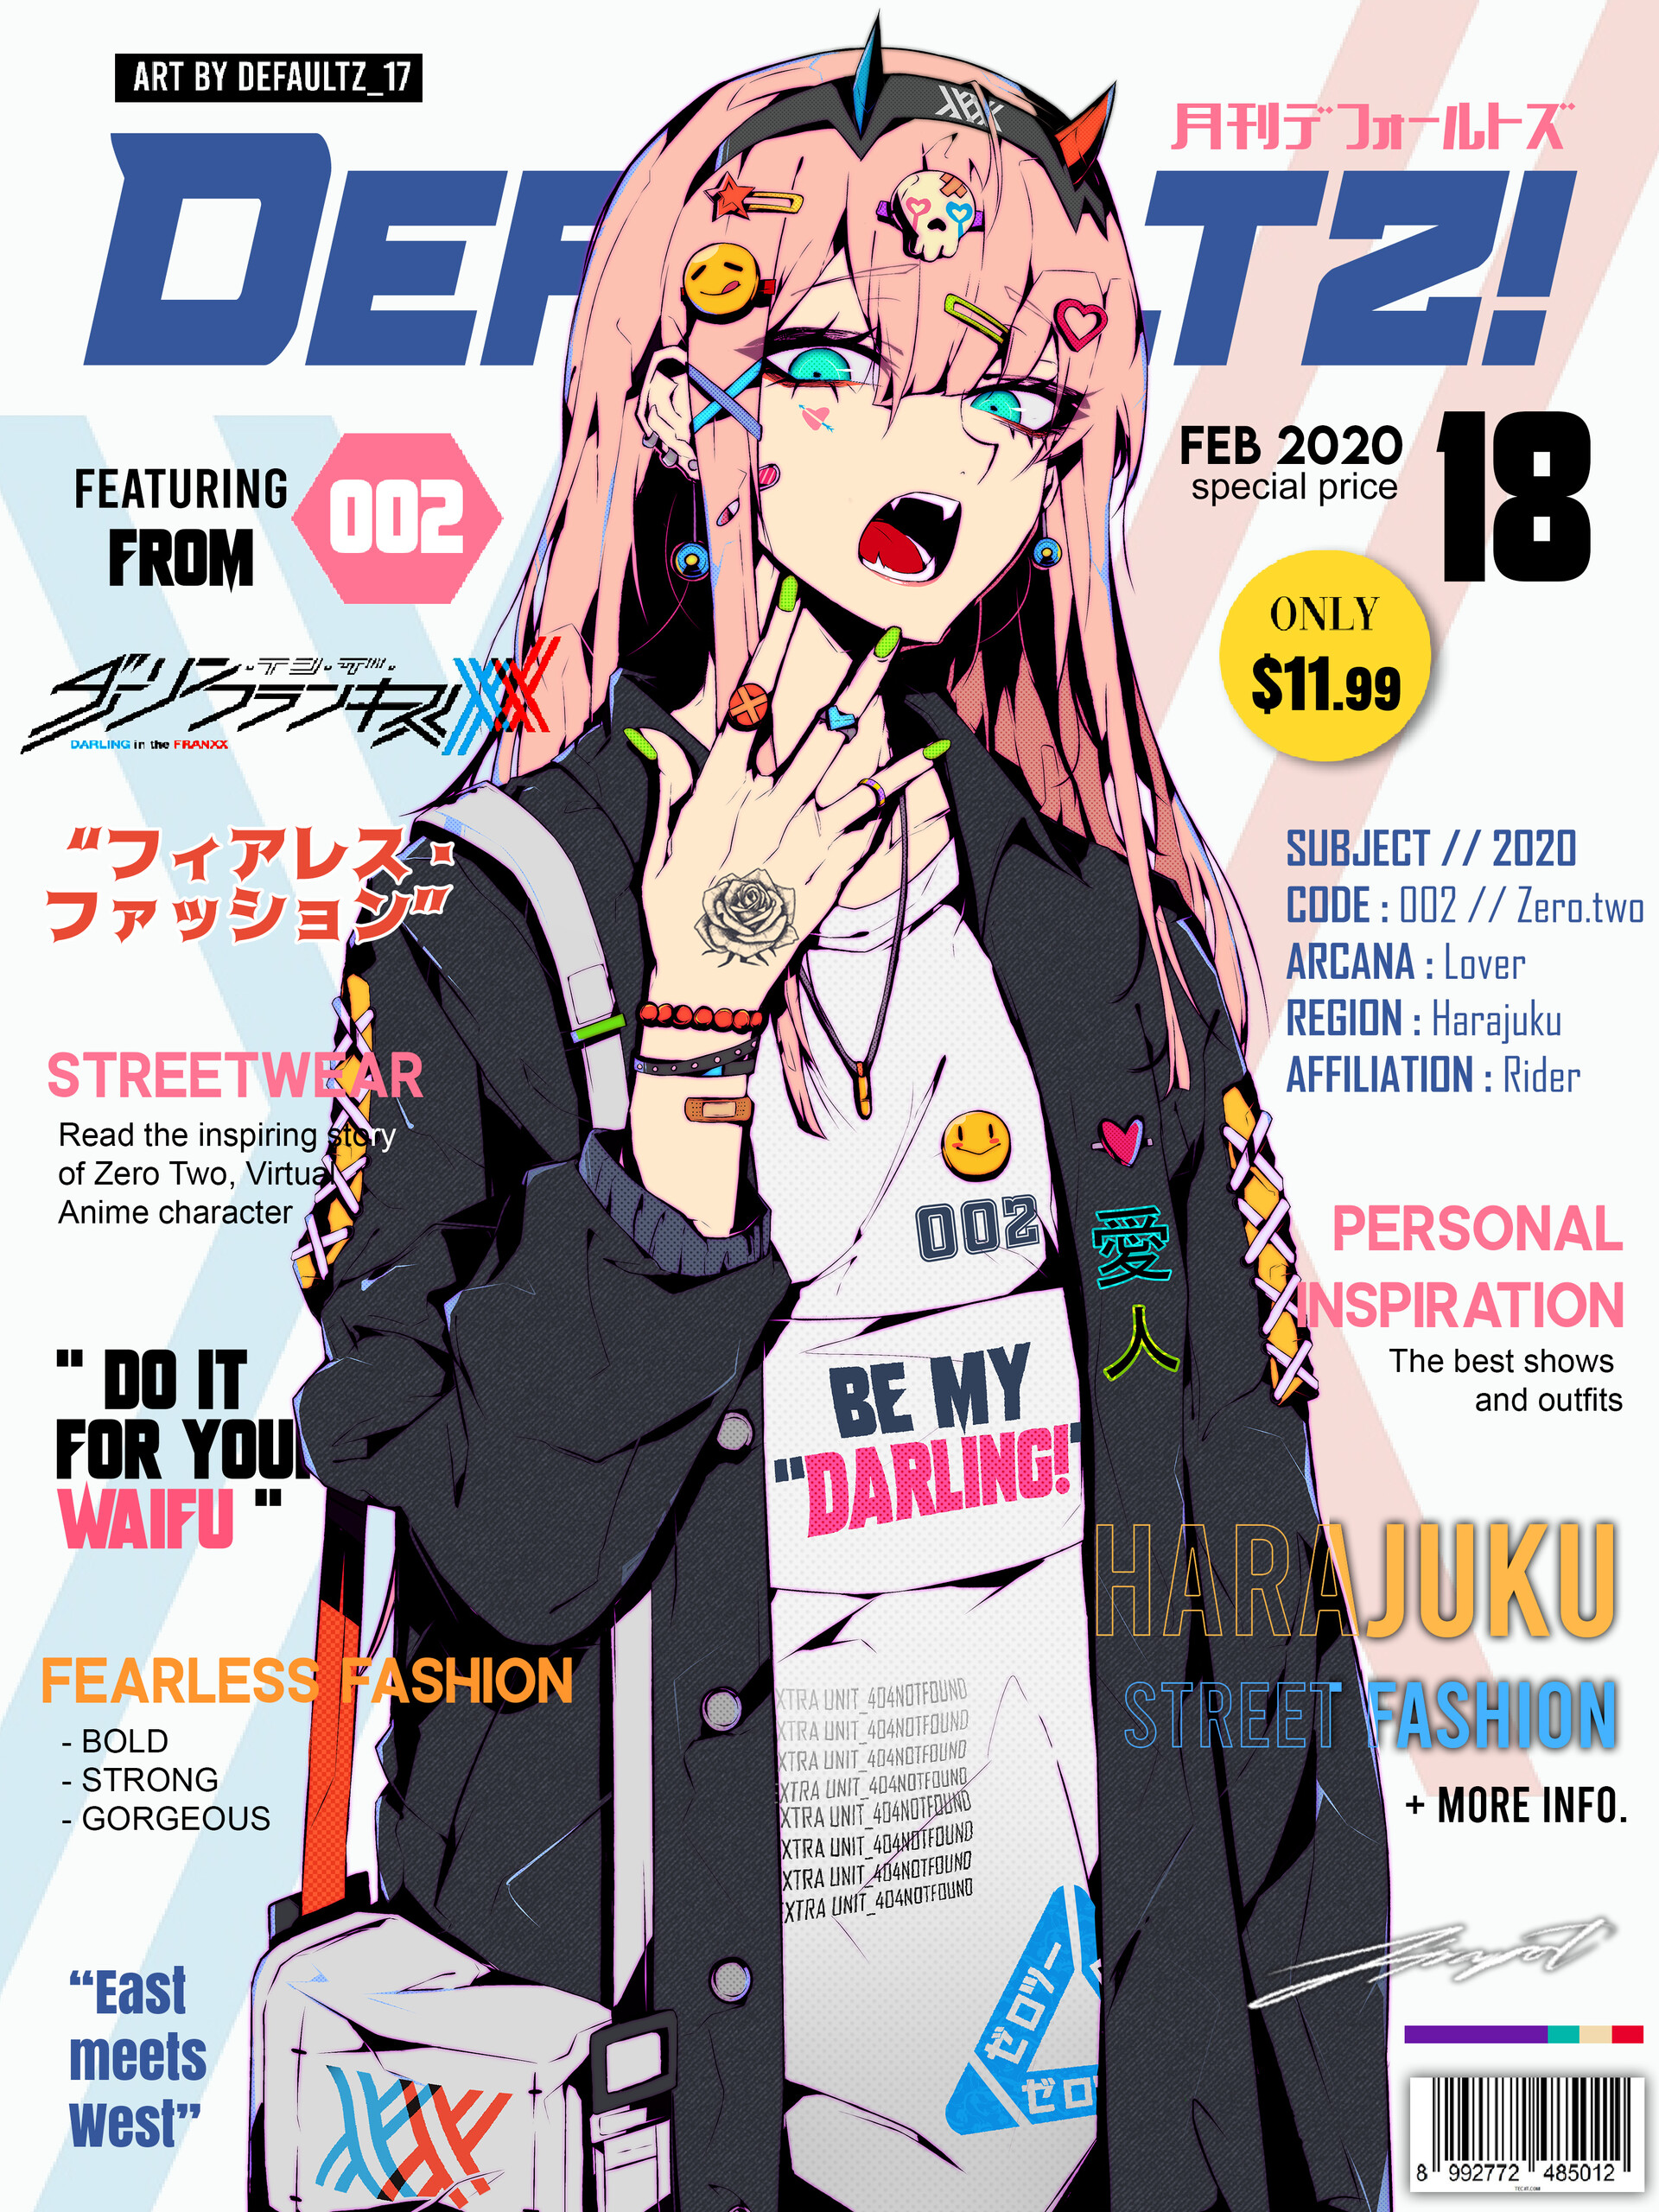 ART BY DEFAULTZ_17
月刊デフォールトズ
DEFAULTZ!
FEATURING
FROM
002
FEB 2020
special price
18
ONLY
$11.99
ダーリン・イン・ザ・
フランキス
DARLING in the FRANXX
“フィアレス・
ファッション”
SUBJECT // 2020
CODE : 002 // Zero.two
ARCANA : Lover
REGION : Harajuku
AFFILIATION : Rider
STREETWEAR
Read the inspiring story
of Zero Two, Virtual
Anime character
002
愛
人
PERSONAL
INSPIRATION
The best shows
and outfits
" DO IT
FOR YOUR
WAIFU "
BE MY
"DARLING!"
HARAJUKU
STREET FASHION
+ MORE INFO.
FEARLESS FASHION
- BOLD
- STRONG
- GORGEOUS
XTRA UNIT_404NOTFOUND
XTRA UNIT_404NOTFOUND
XTRA UNIT_404NOTFOUND
XTRA UNIT_404NOTFOUND
XTRA UNIT_404NOTFOUND
XTRA UNIT_404NOTFOUND
XTRA UNIT_404NOTFOUND
XTRA UNIT_404NOTFOUND
ゼロツー
ゼロ
“East
meets
West”
8 992772 485012
TEC-IT.COM